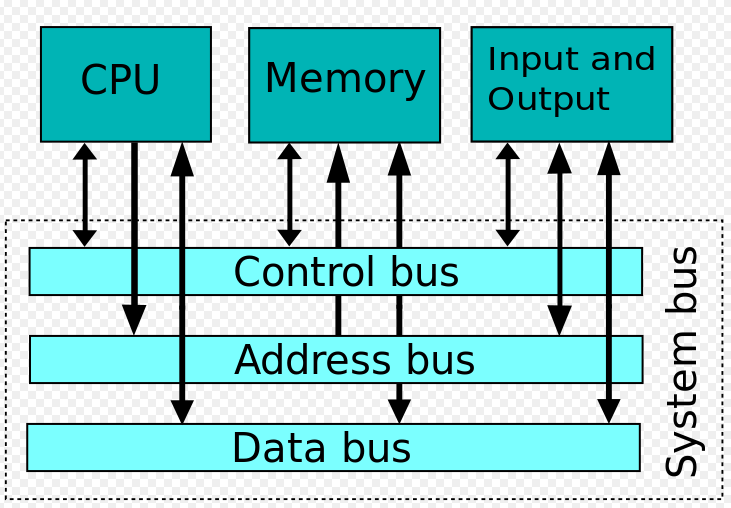 CPU
Memory
Input and
Output
Control bus
Address bus
Data bus
System bus